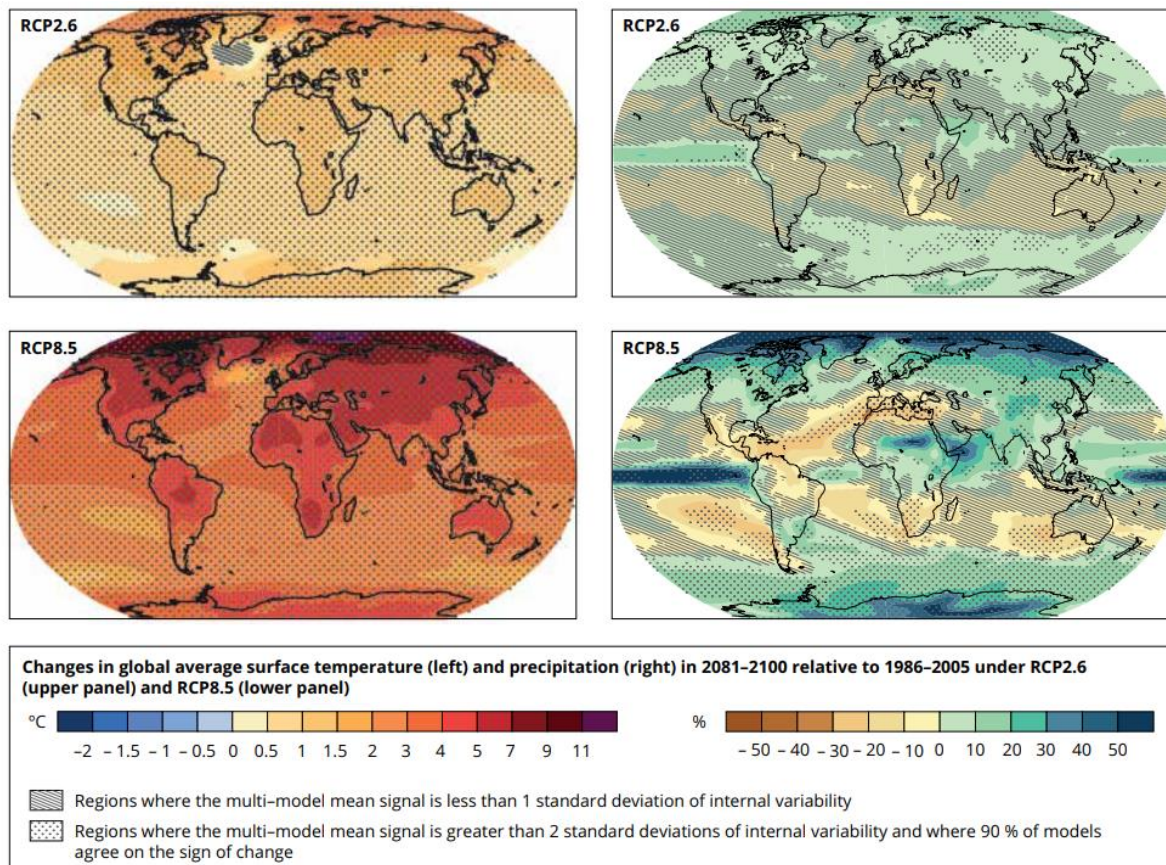 RCP2.6
RCP2.6
RCP8.5
RCP8.5
Changes in global average surface temperature (left) and precipitation (right) in 2081–2100 relative to 1986–2005 under RCP2.6
(upper panel) and RCP8.5 (lower panel)
°C
–2 –1.5 –1 – 0.5 0 0.5 1 1.5 2 3 4 5 7 9 11
%
– 50 –40 – 30 –20 –10 0 10 20 30 40 50
Regions where the multi–model mean signal is less than 1 standard deviation of internal variability
Regions where the multi–model mean signal is greater than 2 standard deviations of internal variability and where 90 % of models
agree on the sign of change